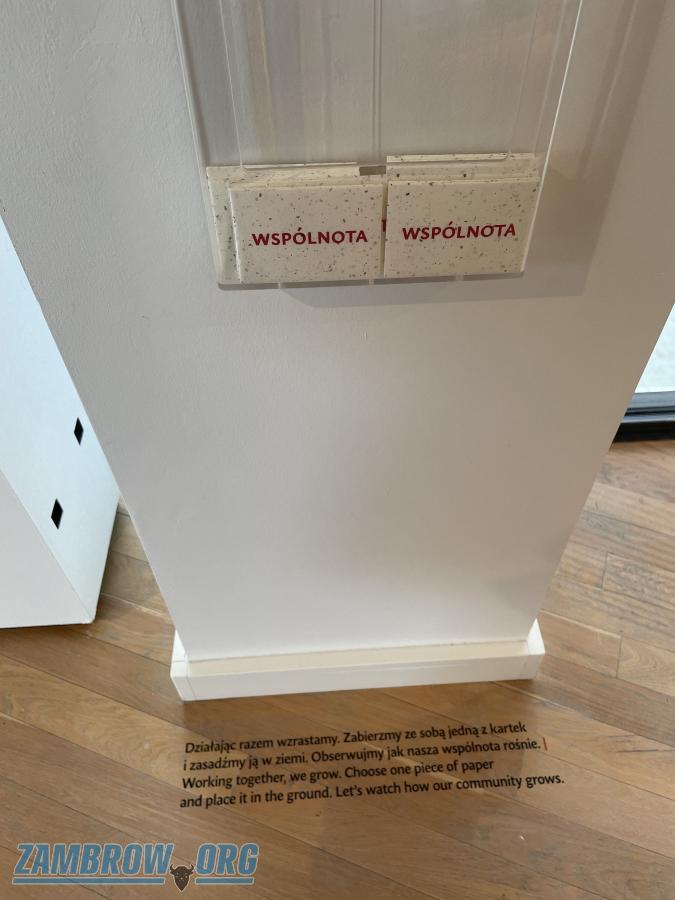 WSPÓLNOTA WSPÓLNOTA
Działając razem wzrastamy. Zabierzmy ze sobą jedną z kartek
i zasadźmy ją w ziemi. Obserwujmy jak nasza wspólnota rośnie. |
Working together, we grow. Choose one piece of paper
and place it in the ground. Let's watch how our community grows.
ZAMBROW.ORG